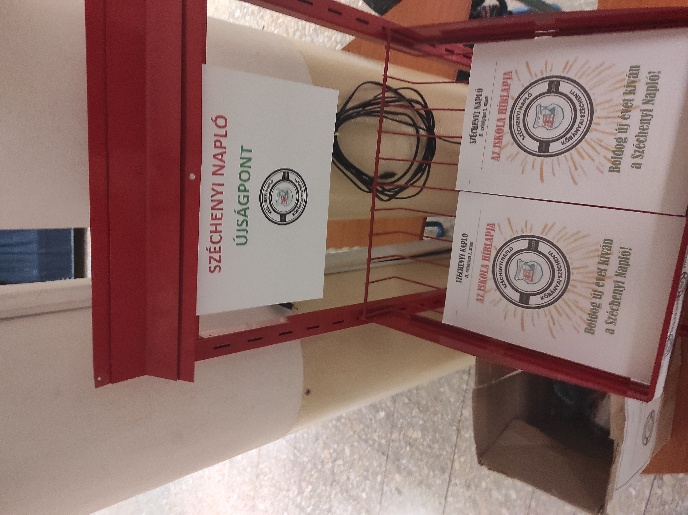 SZÉCHENYI NAPLÓ
ÚJSÁGPONT
SZÉCHENYI NAPLÓ
AZ ISKOLA HÍRLAPJA
Boldog új évet kíván
a Széchenyi Napló!
SZÉCHENYI NAPLÓ
AZ ISKOLA HÍRLAPJA
Boldog új évet kíván
a Széchenyi Napló!